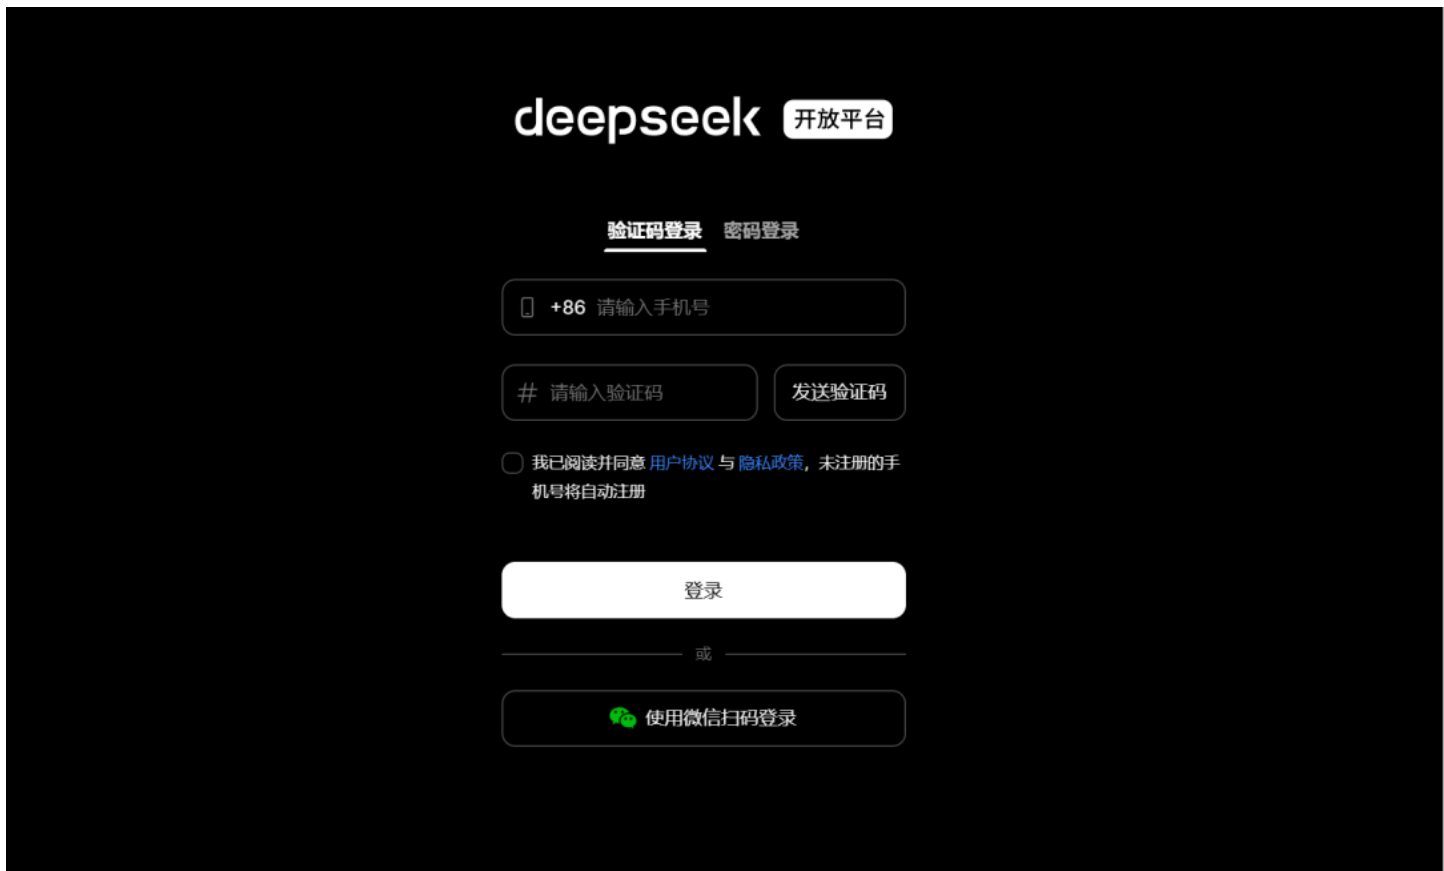 deepseek 开放平台
验证码登录 密码登录
+86 请输入手机号
# 请输入验证码 发送验证码
我已阅读并同意 用户协议 与 隐私政策，未注册的手
机号将自动注册
登录
或
使用微信扫码登录